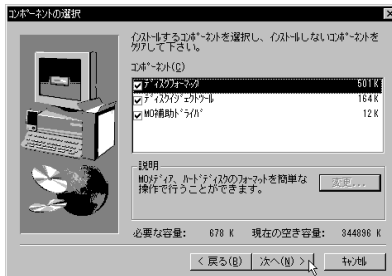 コンポーネントの選択
インストールするコンポーネントを選択し、インストールしないコンポーネントを
クリアして下さい。
コンポーネント(C)
ディスクフォーマッタ 501 K
ディスクイジェクトツール 164 K
MO補助ドライバ 12 K
説明
MOメディア、ハードディスクのフォーマットを簡単な
操作で行うことができます。
変更...
必要な容量: 678 K 現在の空き容量: 344896 K
< 戻る(B) 次へ(N) > キャンセル